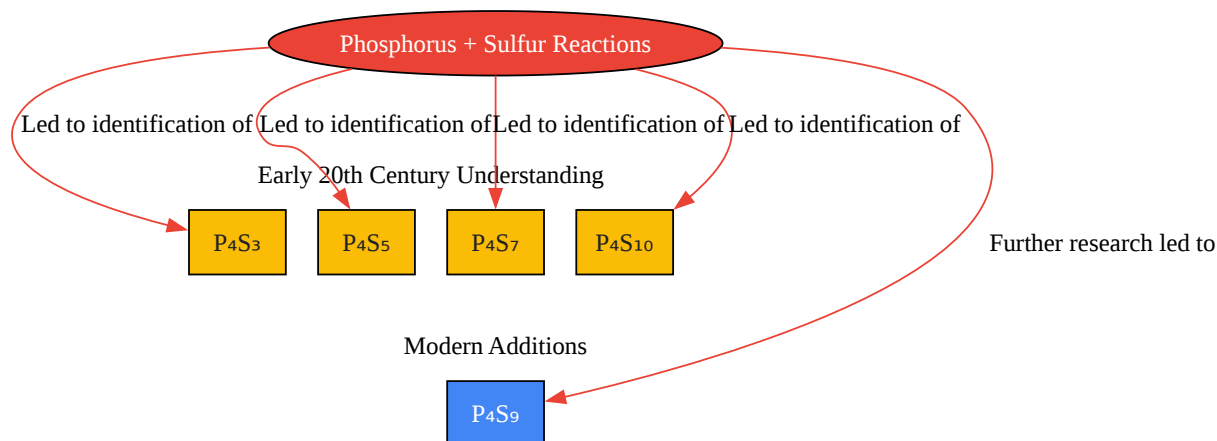 Phosphorus + Sulfur Reactions
Led to identification of Led to identification of Led to identification of Led to identification of
Early 20th Century Understanding
P₄S₃ P₄S₅ P₄S₇ P₄S₁₀
Further research led to
Modern Additions
P₄S₉